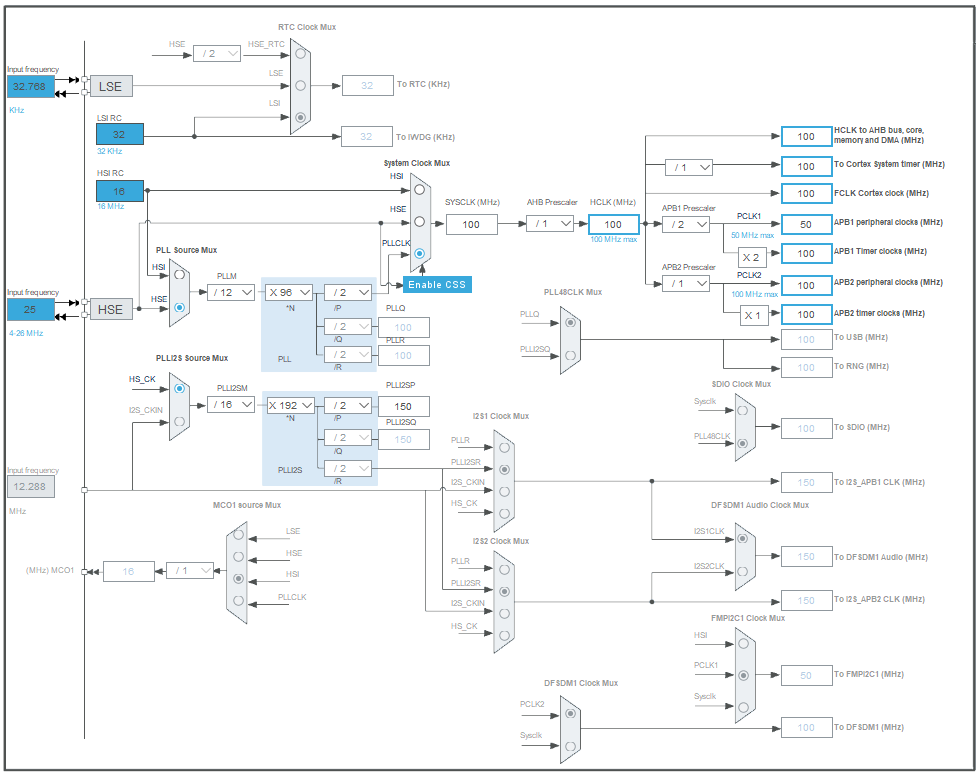 RTC Clock Mux
HSE
/ 2
HSE_RTC
Input frequency
32.768
KHz
LSE
LSE
32
To RTC (KHz)
LSI
LSI RC
32
32 KHz
32
To IWDG (KHz)
System Clock Mux
HSI RC
16
16 MHz
HSI
HSE
PLLCLK
SYSCLK (MHz)
100
AHB Prescaler
/ 1
HCLK (MHz)
100
100 MHz max
Enable CSS
100
HCLK to AHB bus, core,
memory and DMA (MHz)
/ 1
100
To Cortex System timer (MHz)
100
FCLK Cortex clock (MHz)
APB1 Prescaler
/ 2
PCLK1
50 MHz max
50
APB1 peripheral clocks (MHz)
X 2
100
APB1 Timer clocks (MHz)
APB2 Prescaler
/ 1
PCLK2
100 MHz max
100
APB2 peripheral clocks (MHz)
X 1
100
APB2 timer clocks (MHz)
PLL Source Mux
HSI
HSE
Input frequency
25
4-26 MHz
HSE
PLLM
/ 12
X 96
*N
/ 2
/P
PLLQ
/ 2
100
/Q
PLLR
/ 2
100
/R
PLL
PLL48CLK Mux
PLLQ
PLLI2SQ
100
To USB (MHz)
100
To RNG (MHz)
PLLI2S Source Mux
HS_CK
I2S_CKIN
PLLI2SM
/ 16
X 192
*N
/ 2
/P
PLLI2SP
150
PLLI2SQ
/ 2
150
/Q
/ 2
/R
PLLI2S
SDIO Clock Mux
Sysclk
PLL48CLK
100
To SDIO (MHz)
Input frequency
12.288
MHz
I2S1 Clock Mux
PLLR
PLLI2SR
I2S_CKIN
HS_CK
150
To I2S_APB1 CLK (MHz)
MCO1 source Mux
LSE
HSE
HSI
PLLCLK
(MHz) MCO1
16
/ 1
I2S2 Clock Mux
PLLR
PLLI2SR
I2S_CKIN
HS_CK
DFSDM1 Audio Clock Mux
I2S1CLK
I2S2CLK
150
To DFSDM1 Audio (MHz)
150
To I2S_APB2 CLK (MHz)
FMPI2C1 Clock Mux
HSI
PCLK1
Sysclk
50
To FMPI2C1 (MHz)
DFSDM1 Clock Mux
PCLK2
Sysclk
100
To DFSDM1 (MHz)